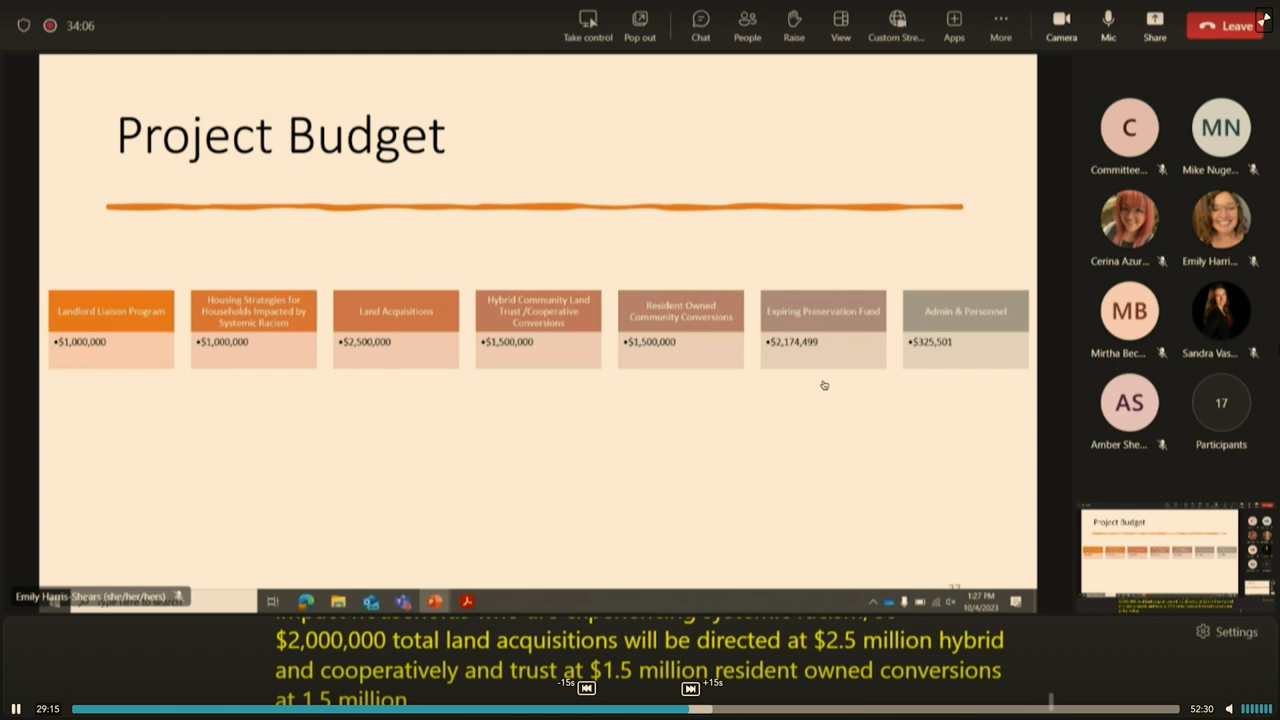 34:06
Take control
Pop out
Chat
People
Raise
View
Custom Stre...
Apps
More
Camera
Mic
Share
Leave
Project Budget
Landlord Liaison Program
•$1,000,000
Housing Strategies for
Households Impacted by
Systemic Racism
•$1,000,000
Land Acquisitions
•$2,500,000
Hybrid Community Land
Trust /Cooperative
Conversions
•$1,500,000
Resident Owned
Community Conversions
•$1,500,000
Expiring Preservation Fund
•$2,174,499
Admin & Personnel
•$325,501
C
Committee...
MN
Mike Nuge...
Cerina Azur...
Emily Harri...
MB
Mirtha Bec...
Sandra Vas...
AS
Amber She...
17
Participants
Project Budget
Emily Harris-Shears (she/her/hers)
1:27 PM
10/4/2023
$2,000,000 total land acquisitions will be directed at $2.5 million hybrid
and cooperatively and trust at $1.5 million resident owned conversions
at 1.5 million
Settings
-15s
+15s
29:15
52:30